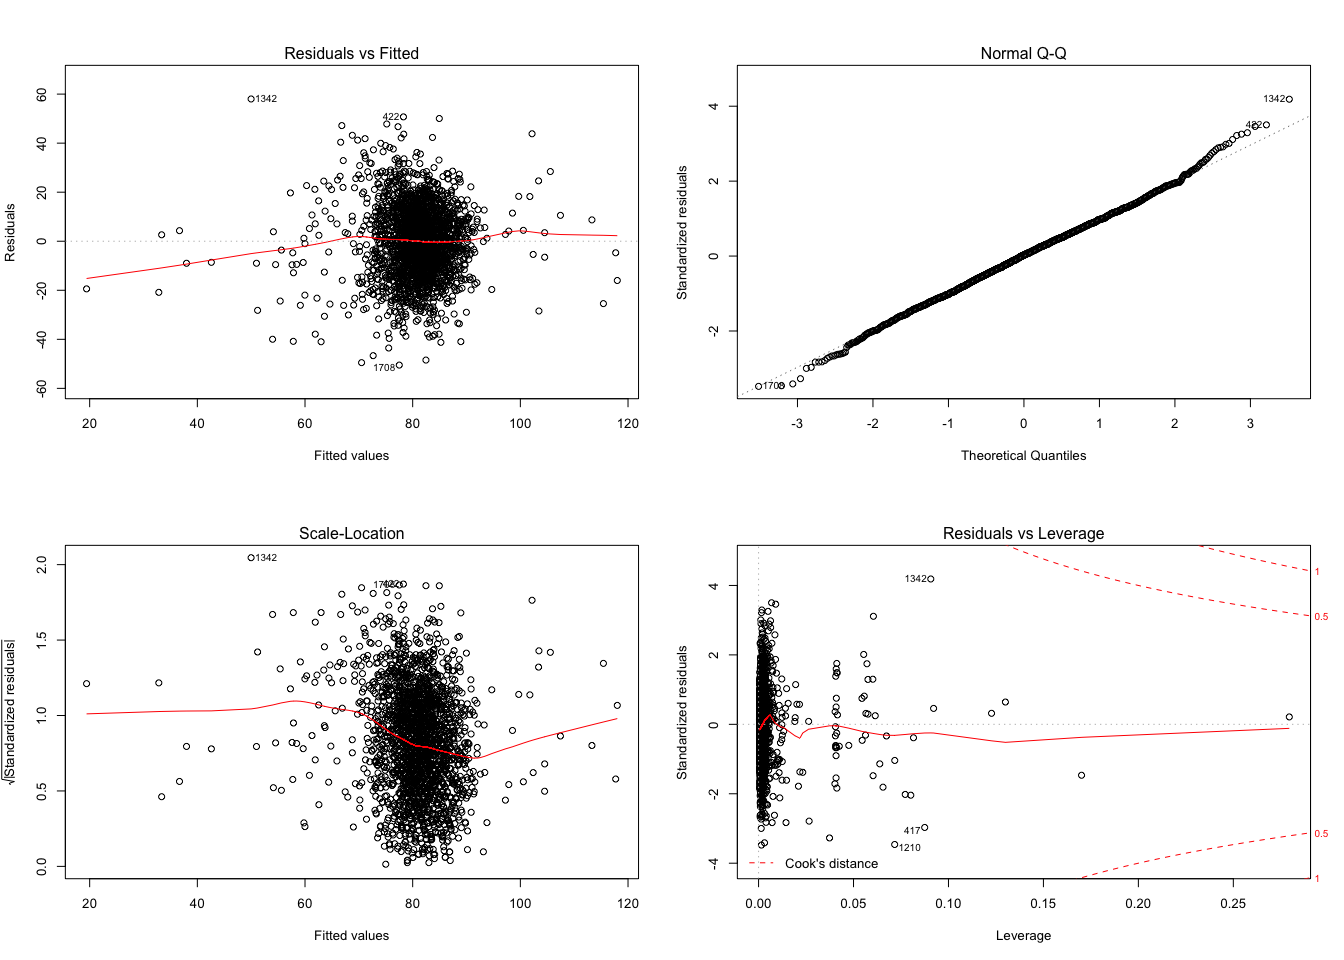 Residuals vs Fitted
Residuals
60
40
20
0
-20
-40
-60
1342
422
1708
20 40 60 80 100 120
Fitted values
Normal Q-Q
Standardized residuals
4
2
0
-2
1342
422
1708
-3 -2 -1 0 1 2 3
Theoretical Quantiles
Scale-Location
√|Standardized residuals|
2.0
1.5
1.0
0.5
0.0
1342
1708
422
20 40 60 80 100 120
Fitted values
Residuals vs Leverage
Standardized residuals
4
2
0
-2
-4
1342
417
1210
1
0.5
0.5
1
Cook's distance
0.00 0.05 0.10 0.15 0.20 0.25
Leverage